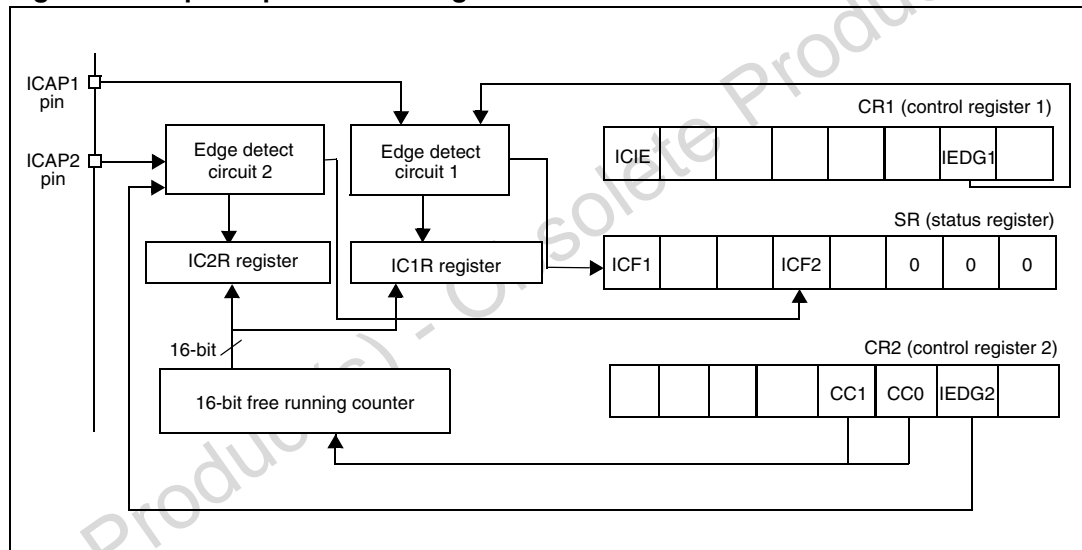 ICAP1
pin
ICAP2
pin
Edge detect
circuit 2
Edge detect
circuit 1
IC2R register
IC1R register
16-bit
16-bit free running counter
CR1 (control register 1)
ICIE
IEDG1
SR (status register)
ICF1
ICF2
0
0
0
CR2 (control register 2)
CC1
CC0
IEDG2